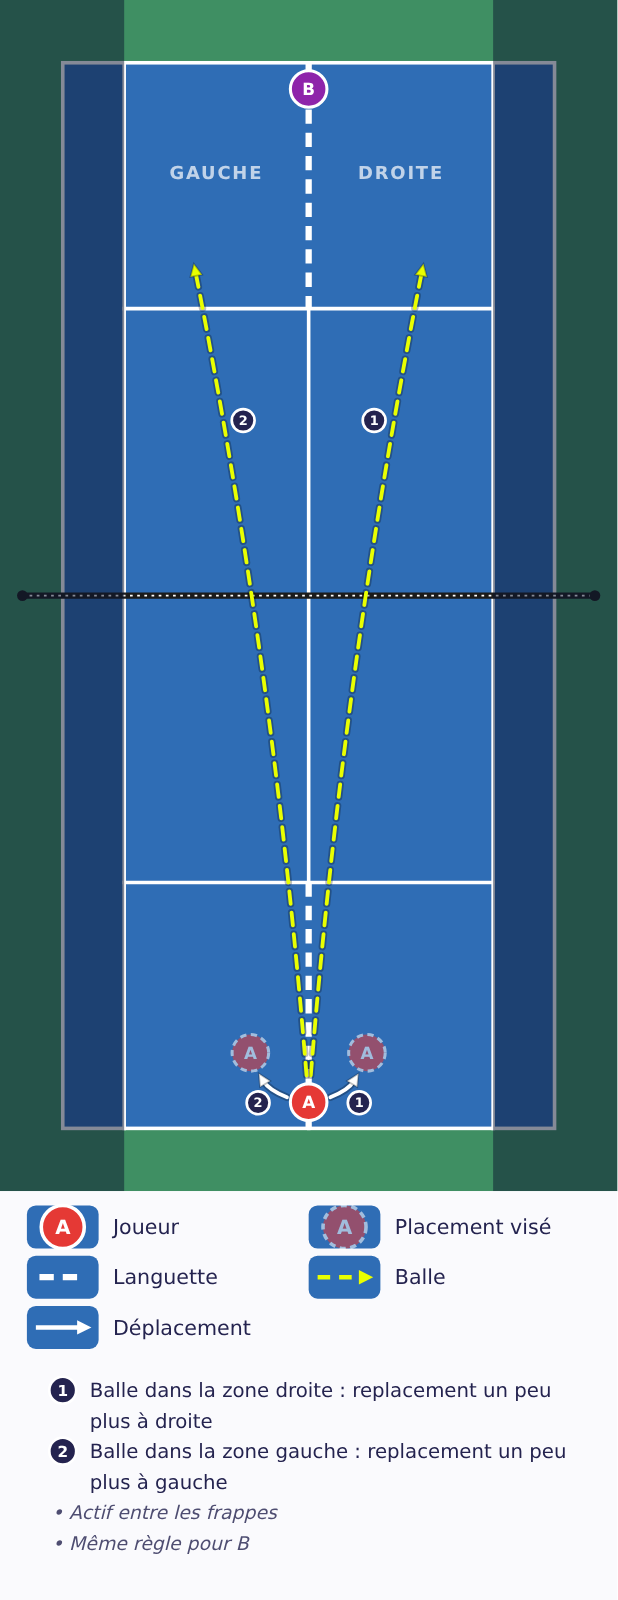 B
GAUCHE DROITE
2 1
A A
2 A 1
A Joueur A Placement visé
Languette Balle
Déplacement
1 Balle dans la zone droite : replacement un peu
plus à droite
2 Balle dans la zone gauche : replacement un peu
plus à gauche
• Actif entre les frappes
• Même règle pour B